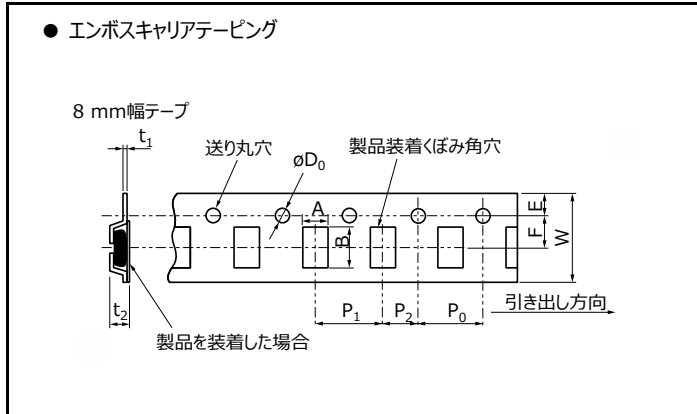 ● エンボスキャリアテーピング
8 mm幅テープ
t1
送り丸穴
øD0
製品装着くぼみ角穴
A
B
E
F
W
t2
P1
P2
P0
引き出し方向
製品を装着した場合